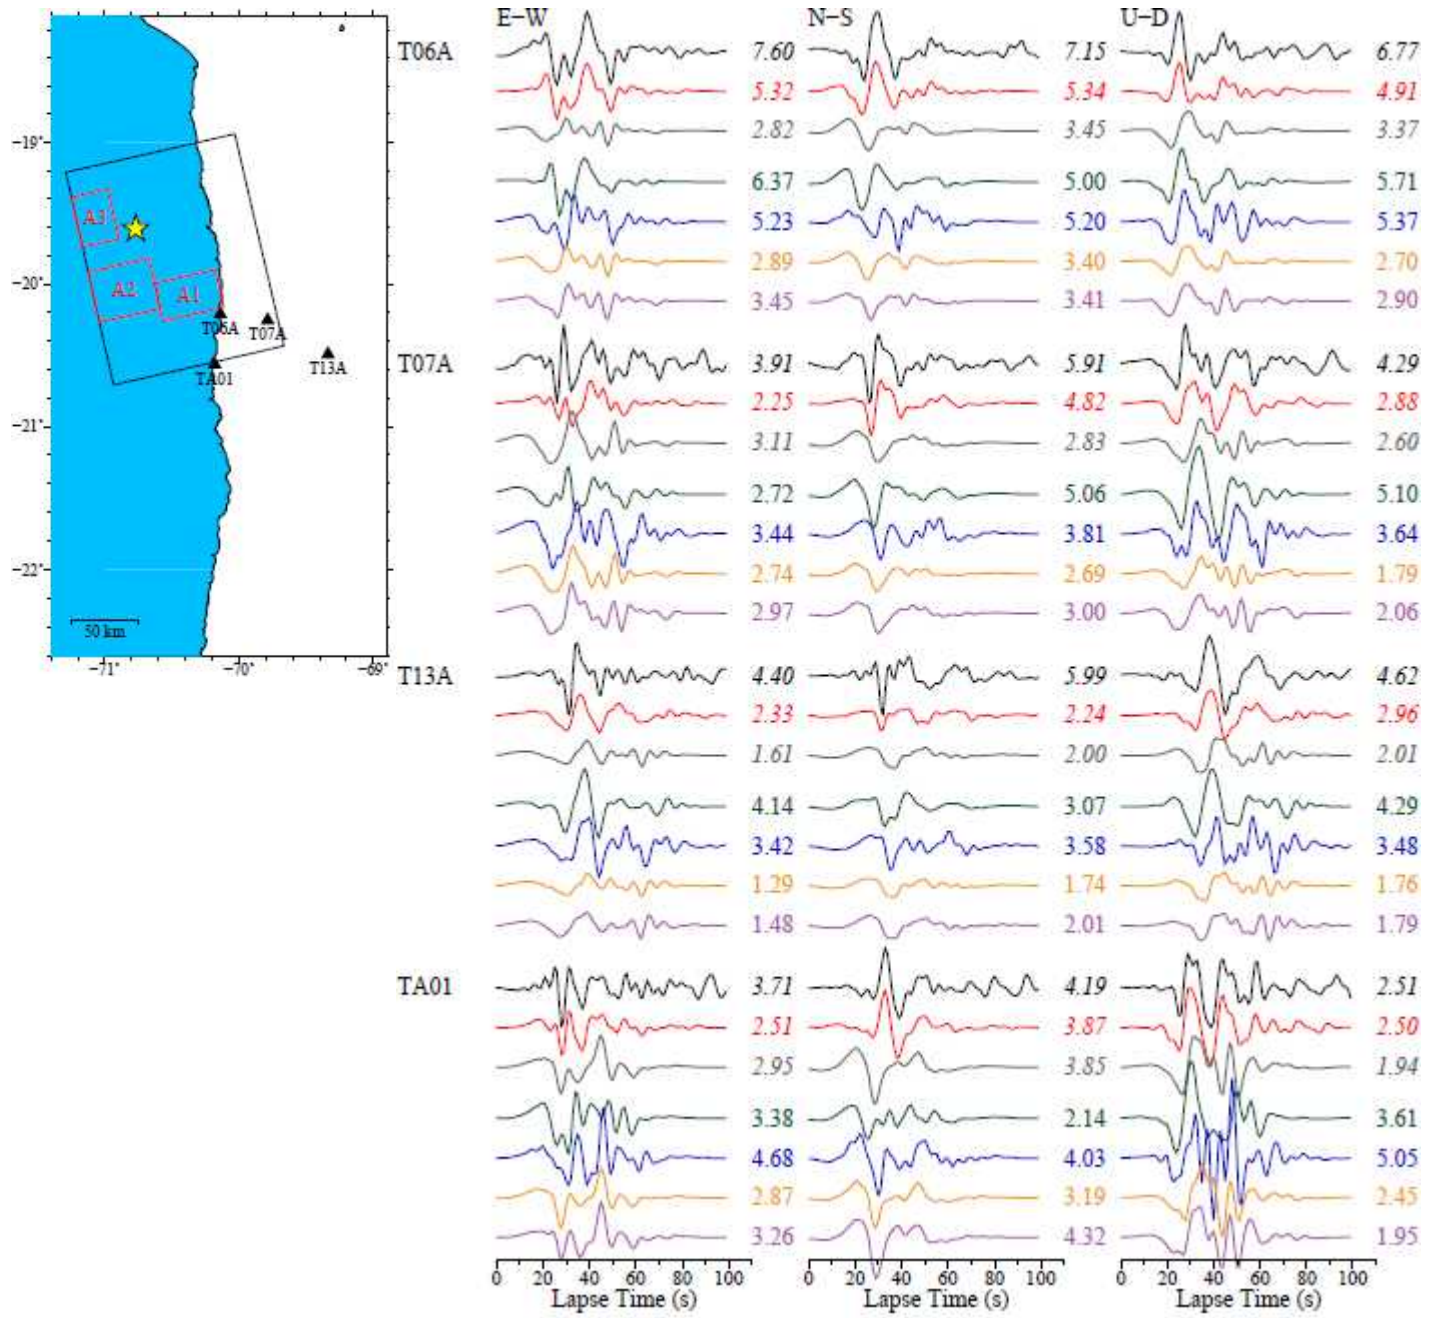 E−W N−S U−D
T06A 7.60 7.15 6.77
5.32 5.34 4.91
2.82 3.45 3.37
6.37 5.00 5.71
5.23 5.20 5.37
2.89 3.40 2.70
3.45 3.41 2.90
T07A 3.91 5.91 4.29
2.25 4.82 2.88
3.11 2.83 2.60
2.72 5.06 5.10
3.44 3.81 3.64
2.74 2.69 1.79
2.97 3.00 2.06
T13A 4.40 5.99 4.62
2.33 2.24 2.96
1.61 2.00 2.01
4.14 3.07 4.29
3.42 3.58 3.48
1.29 1.74 1.76
1.48 2.01 1.79
TA01 3.71 4.19 2.51
2.51 3.87 2.50
2.95 3.85 1.94
3.38 2.14 3.61
4.68 4.03 5.05
2.87 3.19 2.45
3.26 4.32 1.95
0 20 40 60 80 100 0 20 40 60 80 100 0 20 40 60 80 100
Lapse Time (s) Lapse Time (s) Lapse Time (s)
−19°
A3
−20°
A2 A1
T06A T07A
T13A
TA01
−21°
−22°
50 km
−71° −70° −69°